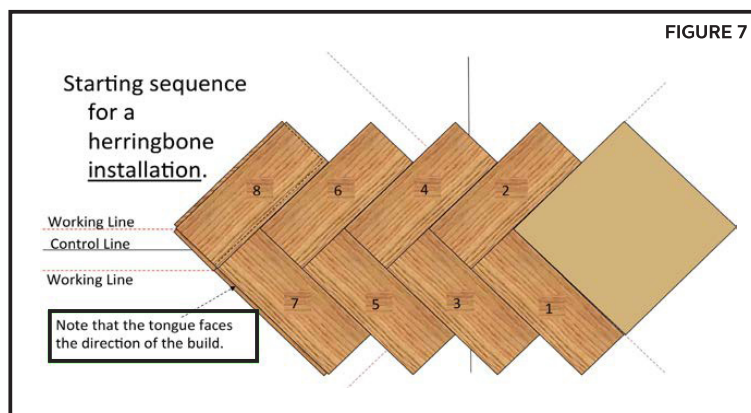 FIGURE 7
Starting sequence
for a
herringbone
installation.
8
6
4
2
Working Line
Control Line
Working Line
7
5
3
1
Note that the tongue faces
the direction of the build.